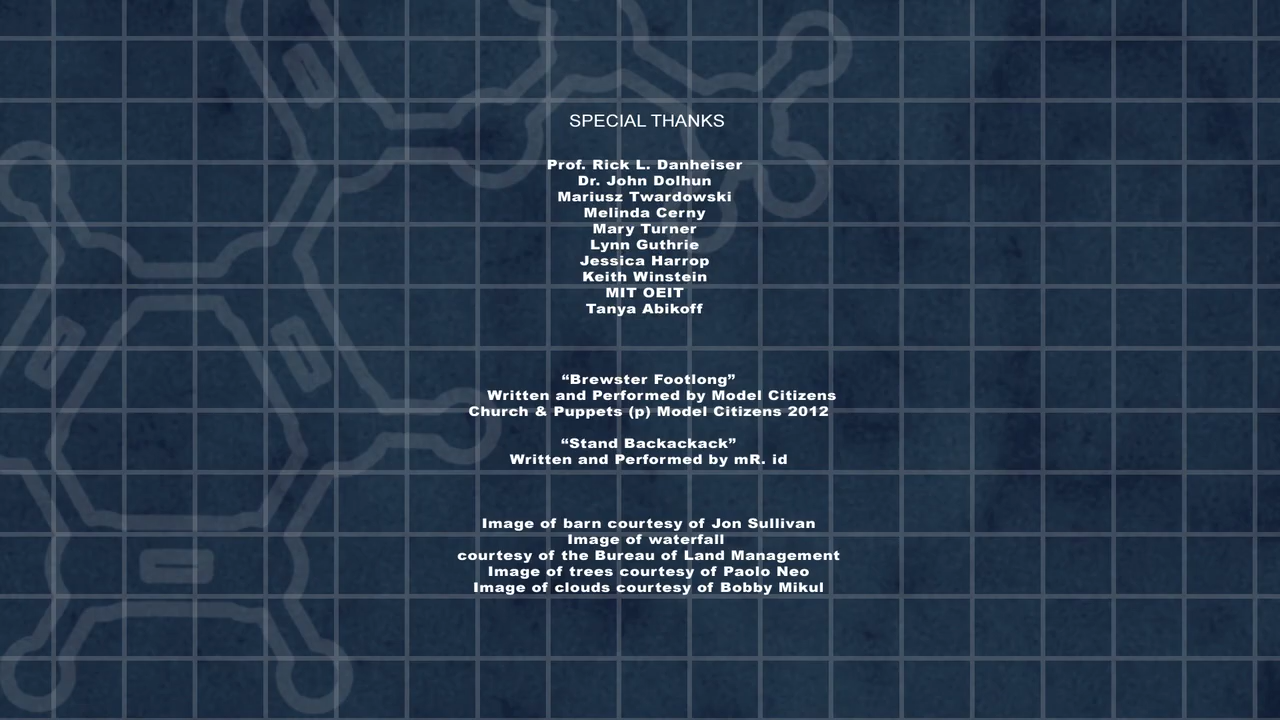 SPECIAL THANKS
Prof. Rick L. Danheiser
Dr. John Dolhun
Mariusz Twardowski
Melinda Cerny
Mary Turner
Lynn Guthrie
Jessica Harrop
Keith Winstein
MIT OEIT
Tanya Abikoff
“Brewster Footlong”
Written and Performed by Model Citizens
Church & Puppets (p) Model Citizens 2012
“Stand Backackack”
Written and Performed by mR. id
Image of barn courtesy of Jon Sullivan
Image of waterfall
courtesy of the Bureau of Land Management
Image of trees courtesy of Paolo Neo
Image of clouds courtesy of Bobby Mikul